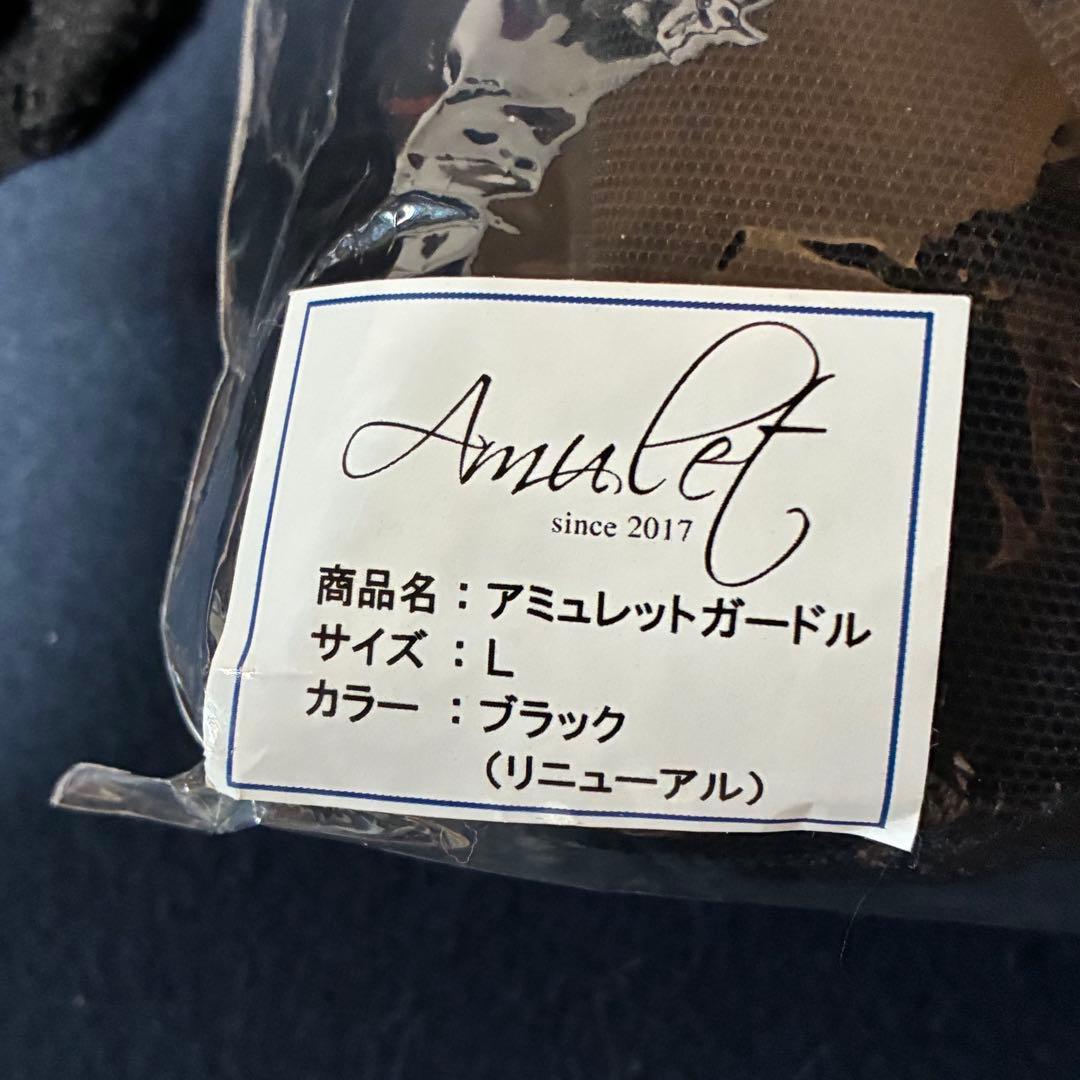 Amulet
since 2017
商品名：アミュレットガードル
サイズ：L
カラー：ブラック
（リニューアル）